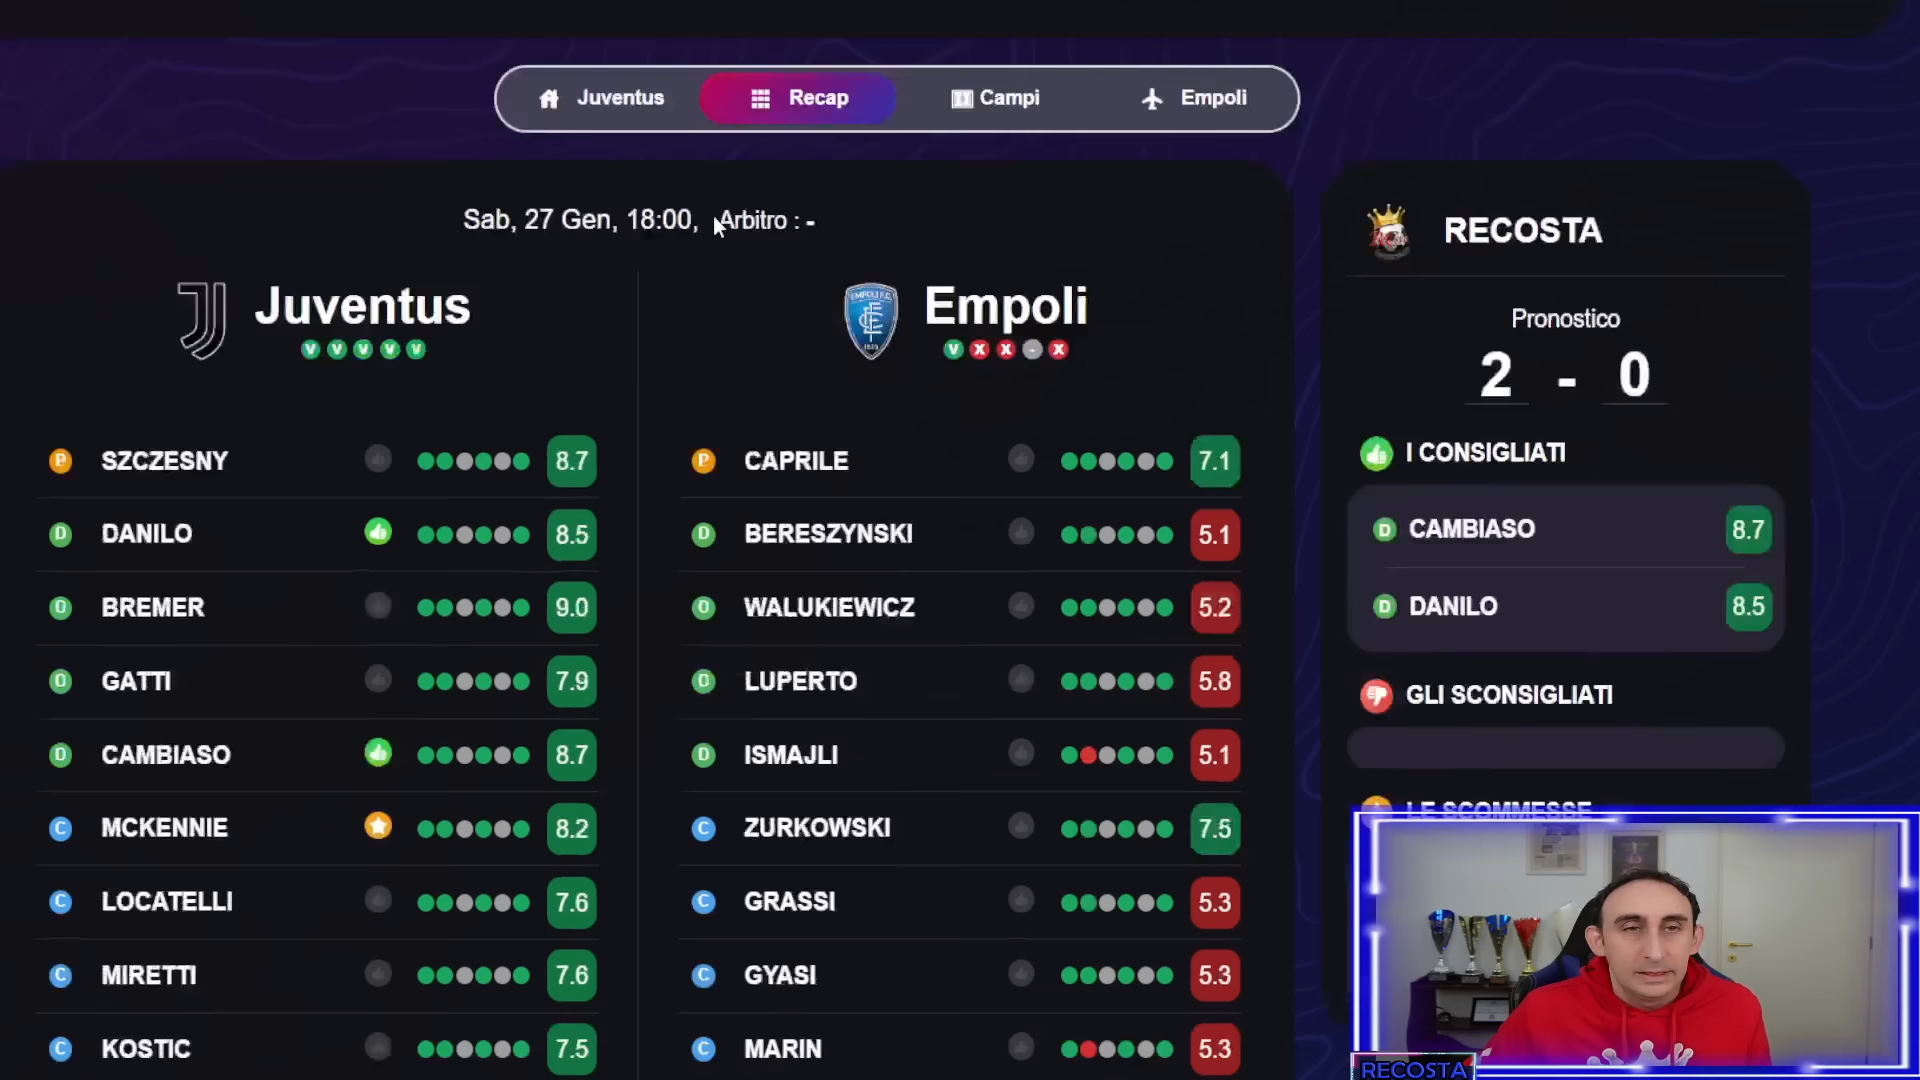 Juventus
Recap
Campi
Empoli
Sab, 27 Gen, 18:00, Arbitro : -
Juventus
V V V V V
Empoli
V X X - X
P SZCZESNY 8.7
D DANILO 8.5
D BREMER 9.0
D GATTI 7.9
D CAMBIASO 8.7
C MCKENNIE 8.2
C LOCATELLI 7.6
C MIRETTI 7.6
C KOSTIC 7.5
P CAPRILE 7.1
D BERESZYNSKI 5.1
D WALUKIEWICZ 5.2
D LUPERTO 5.8
D ISMAJLI 5.1
C ZURKOWSKI 7.5
C GRASSI 5.3
C GYASI 5.3
C MARIN 5.3
RECOSTA
Pronostico
2 - 0
I CONSIGLIATI
D CAMBIASO 8.7
D DANILO 8.5
GLI SCONSIGLIATI
LE SCOMMESSE
RECOSTA